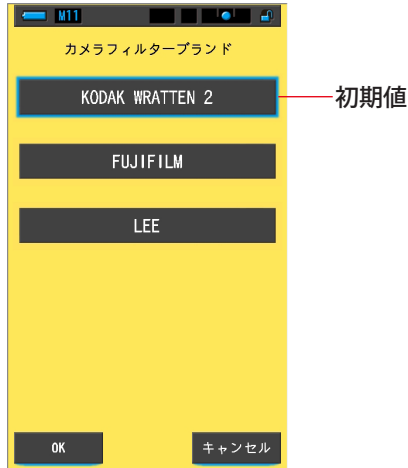 M11
カメラフィルターブランド
KODAK WRATTEN 2
初期値
FUJIFILM
LEE
OK
キャンセル